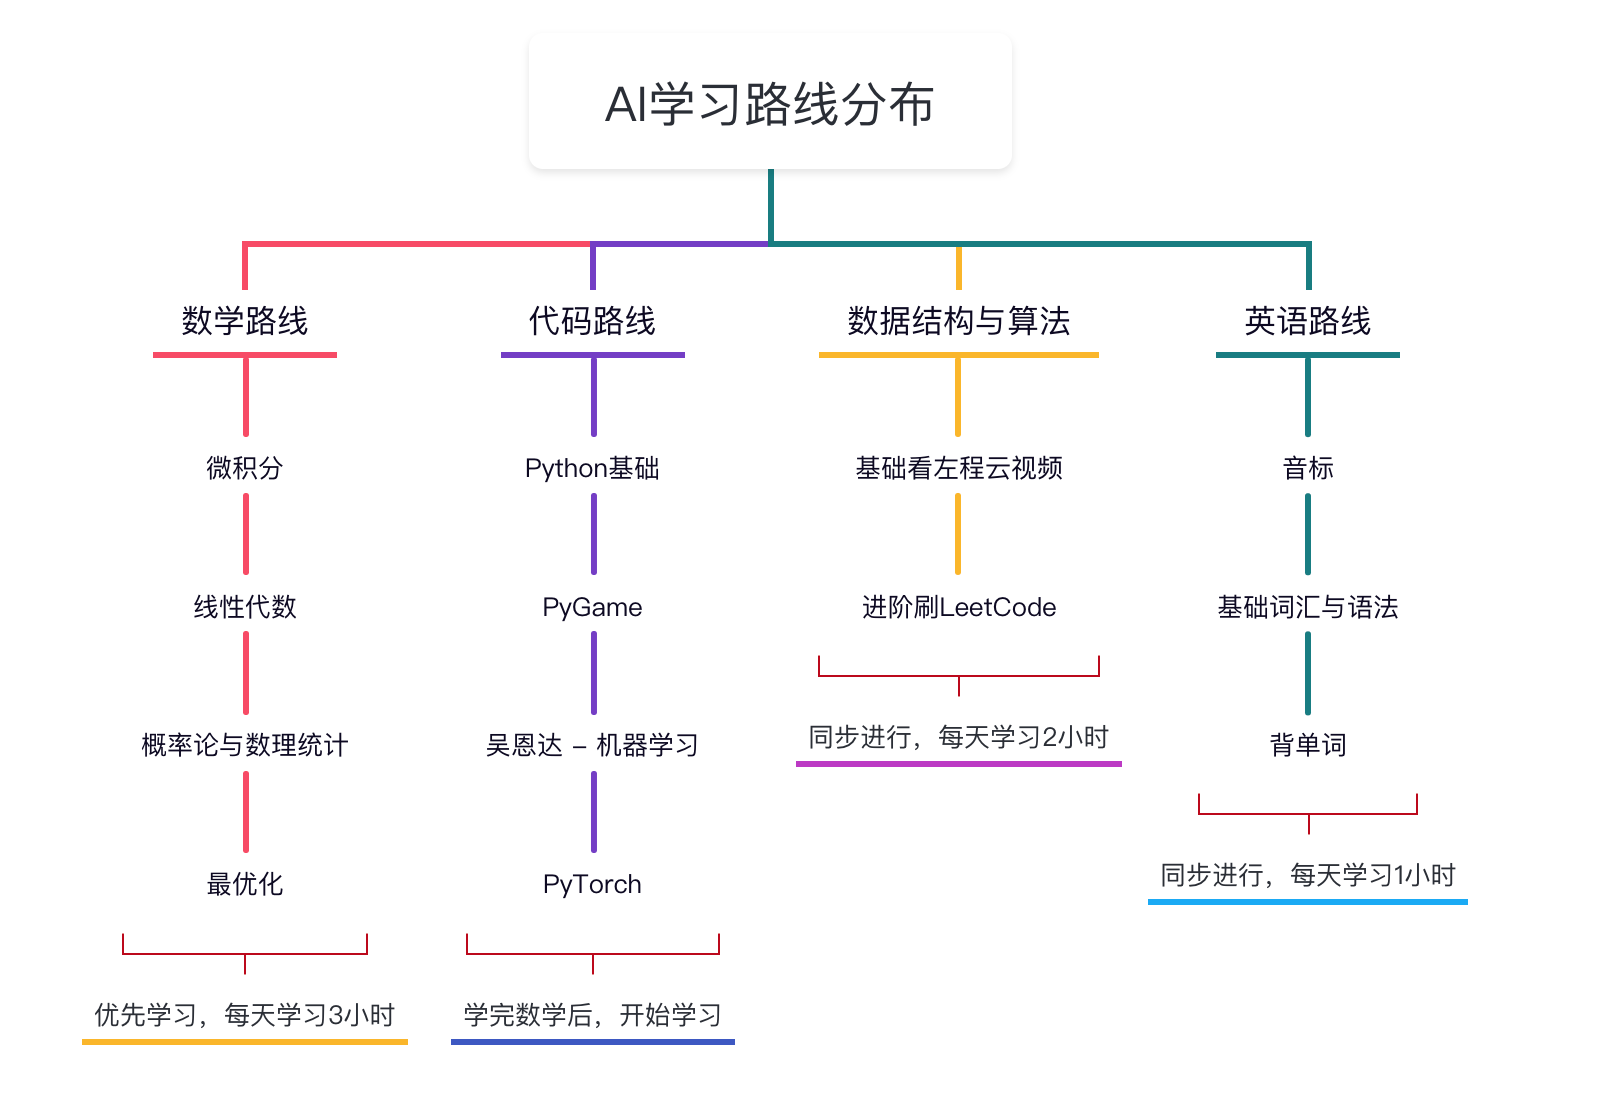 AI学习路线分布
数学路线
微积分
线性代数
概率论与数理统计
最优化
优先学习，每天学习3小时
代码路线
Python基础
PyGame
吴恩达 – 机器学习
PyTorch
学完数学后，开始学习
数据结构与算法
基础看左程云视频
进阶刷LeetCode
同步进行，每天学习2小时
英语路线
音标
基础词汇与语法
背单词
同步进行，每天学习1小时